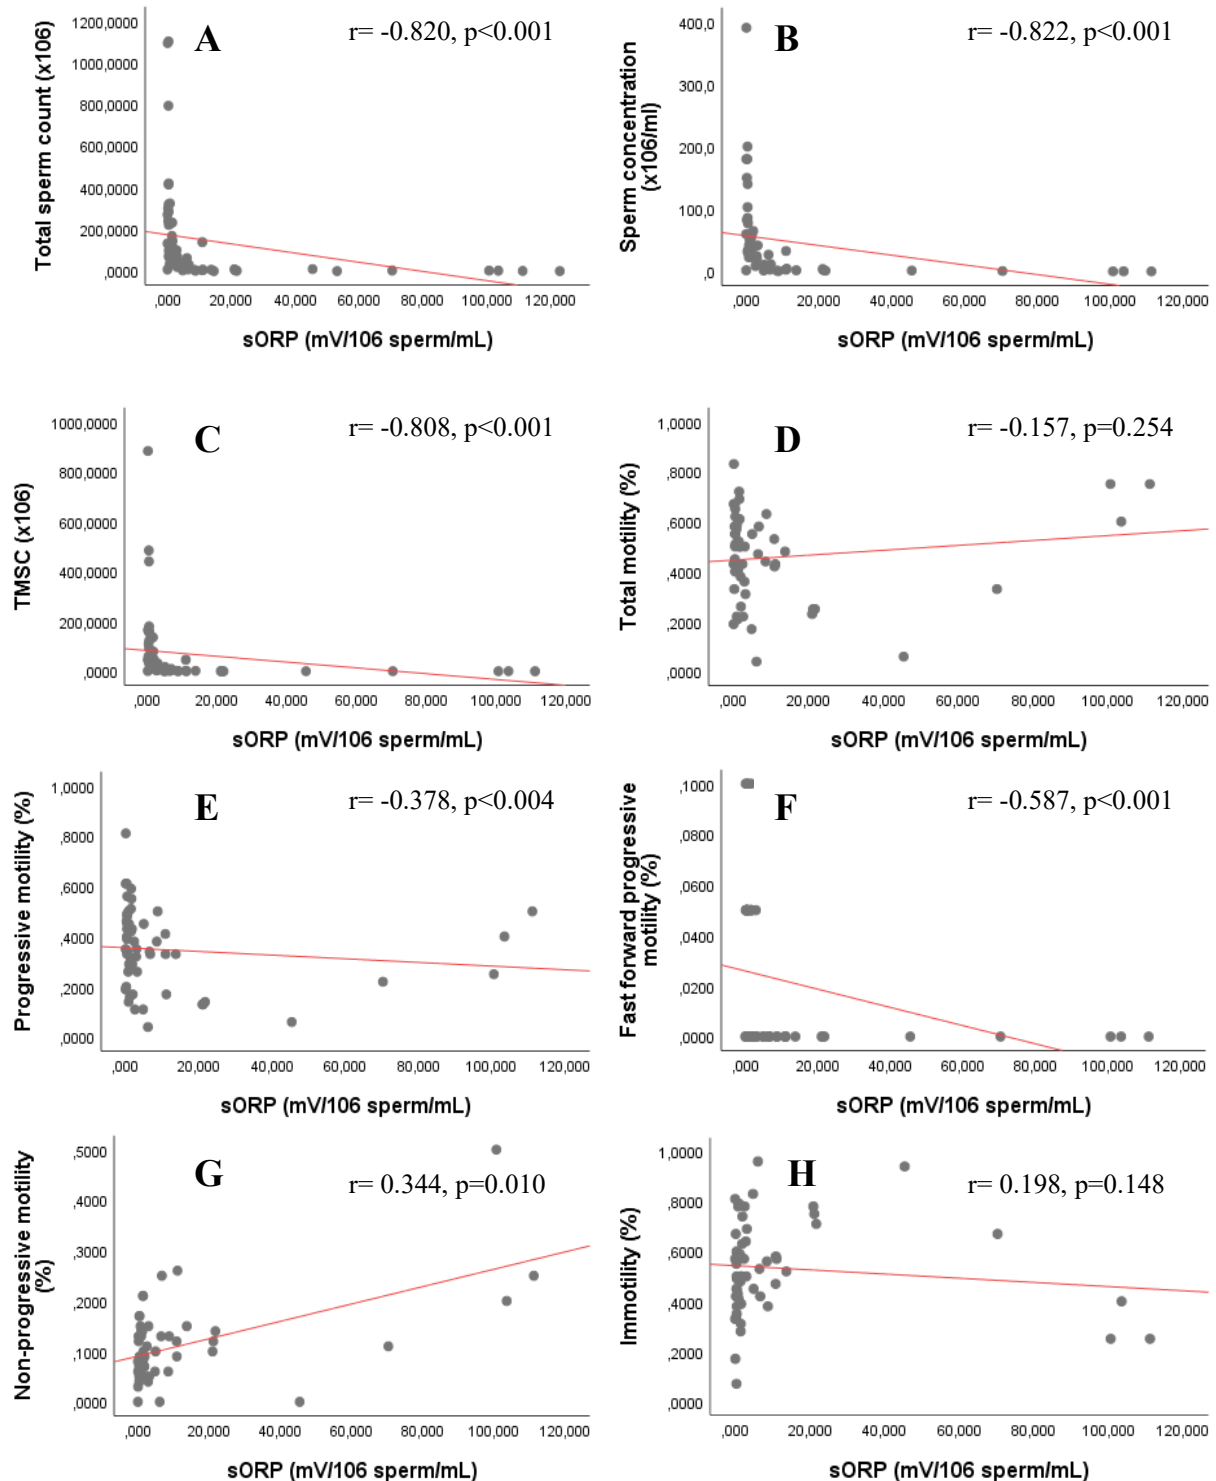 A
r= -0.820, p<0.001
Total sperm count (x106)
1200,0000
1000,0000
800,0000
600,0000
400,0000
200,0000
,0000
,000 20,000 40,000 60,000 80,000 100,000 120,000
sORP (mV/106 sperm/mL)
B
r= -0.822, p<0.001
Sperm concentration
(x106/ml)
400,0
300,0
200,0
100,0
,0
,000 20,000 40,000 60,000 80,000 100,000 120,000
sORP (mV/106 sperm/mL)
C
r= -0.808, p<0.001
TMSC (x106)
1000,0000
800,0000
600,0000
400,0000
200,0000
,0000
,000 20,000 40,000 60,000 80,000 100,000 120,000
sORP (mV/106 sperm/mL)
D
r= -0.157, p=0.254
Total motility (%)
1,0000
,8000
,6000
,4000
,2000
,0000
,000 20,000 40,000 60,000 80,000 100,000 120,000
sORP (mV/106 sperm/mL)
E
r= -0.378, p<0.004
Progressive motility (%)
1,0000
,8000
,6000
,4000
,2000
,0000
,000 20,000 40,000 60,000 80,000 100,000 120,000
sORP (mV/106 sperm/mL)
F
r= -0.587, p<0.001
Fast forward progressive
motility (%)
,1000
,0800
,0600
,0400
,0200
,0000
,000 20,000 40,000 60,000 80,000 100,000 120,000
sORP (mV/106 sperm/mL)
G
r= 0.344, p=0.010
Non-progressive motility
(%)
,5000
,4000
,3000
,2000
,1000
,0000
,000 20,000 40,000 60,000 80,000 100,000 120,000
sORP (mV/106 sperm/mL)
H
r= 0.198, p=0.148
Immotility (%)
1,0000
,8000
,6000
,4000
,2000
,0000
,000 20,000 40,000 60,000 80,000 100,000 120,000
sORP (mV/106 sperm/mL)